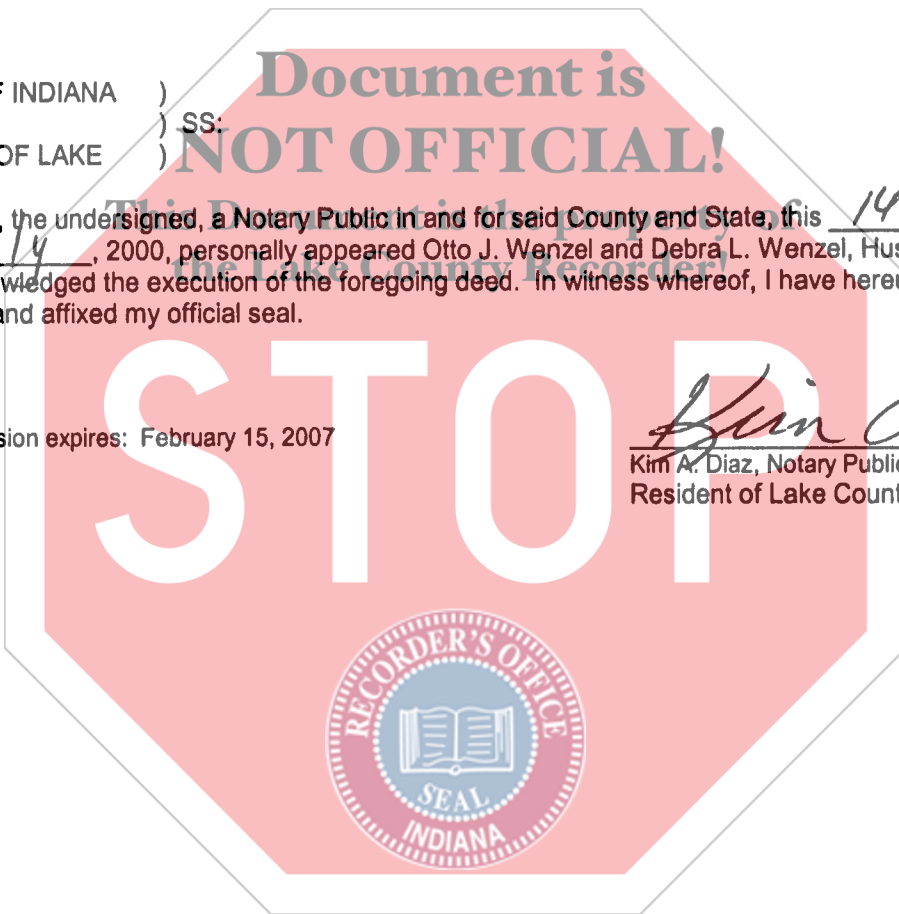 Document is
INDIANA )
) SS:
NOT OFFICIAL!
OF LAKE )
This Document is the property of
the undersigned, a Notary Public in and for said County and State, this 14
, 2000, personally appeared Otto J. Wenzel and Debra L. Wenzel, Hus
the Lake County Recorder!
wledged the execution of the foregoing deed. In witness whereof, I have hereu
and affixed my official seal.
STOP
sion expires: February 15, 2007
Kim
Kim A. Diaz, Notary Public
Resident of Lake Count
RECORDER'S OFFICE
SEAL
INDIANA